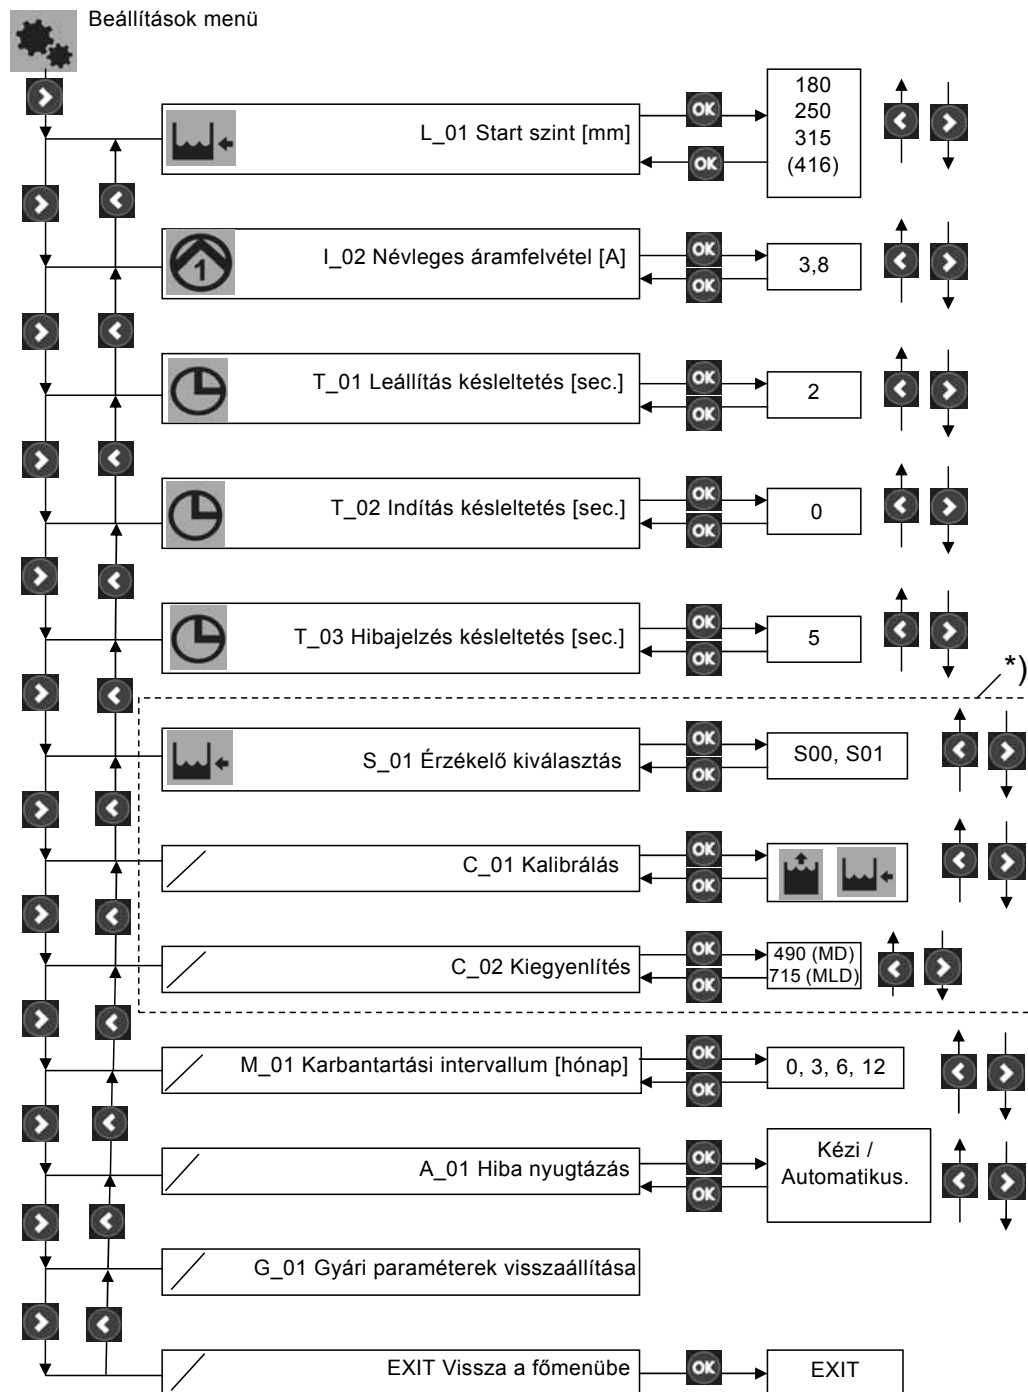 Beállítások menü
L_01 Start szint [mm]
OK
OK
180
250
315
(416)
1
I_02 Névleges áramfelvétel [A]
OK
OK
3,8
T_01 Leállítás késleltetés [sec.]
OK
OK
2
T_02 Indítás késleltetés [sec.]
OK
OK
0
T_03 Hibajelzés késleltetés [sec.]
OK
OK
5
*)
S_01 Érzékelő kiválasztás
OK
OK
S00, S01
C_01 Kalibrálás
OK
OK
C_02 Kiegyenlítés
OK
OK
490 (MD)
715 (MLD)
M_01 Karbantartási intervallum [hónap]
OK
OK
0, 3, 6, 12
A_01 Hiba nyugtázás
OK
OK
Kézi /
Automatikus.
G_01 Gyári paraméterek visszaállítása
EXIT Vissza a főmenübe
OK
EXIT